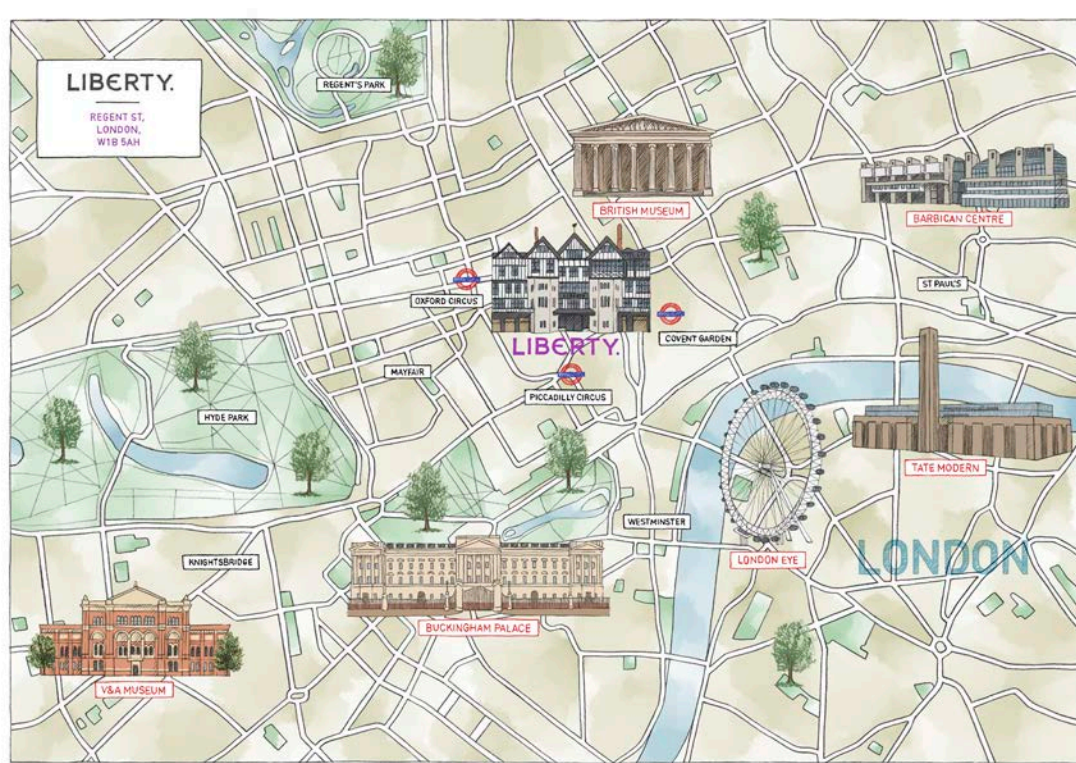 LIBERTY.
REGENT ST,
LONDON,
W1B 5AH
REGENT'S PARK
BRITISH MUSEUM
BARBICAN CENTRE
ST PAUL'S
OXFORD CIRCUS
COVENT GARDEN
LIBERTY.
MAYFAIR
PICCADILLY CIRCUS
HYDE PARK
TATE MODERN
WESTMINSTER
LONDON EYE
LONDON
KNIGHTSBRIDGE
BUCKINGHAM PALACE
V&A MUSEUM